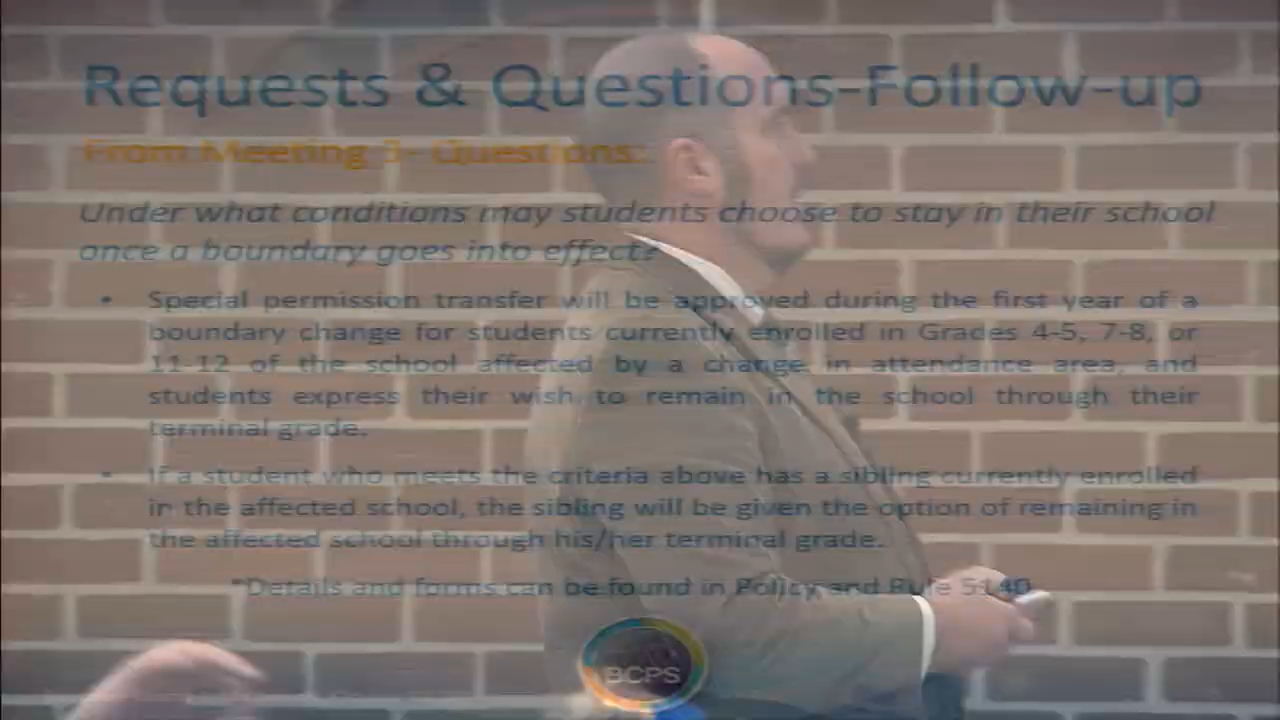 Requests & Questions-Follow-up
From Meeting 3- Questions:
Under what conditions may students choose to stay in their school
once a boundary goes into effect?
• Special permission transfer will be approved during the first year of a
boundary change for students currently enrolled in Grades 4-5, 7-8, or
11-12 of the school affected by a change in attendance area, and
students express their wish to remain in the school through their
terminal grade.
• If a student who meets the criteria above has a sibling currently enrolled
in the affected school, the sibling will be given the option of remaining in
the affected school through his/her terminal grade.
*Details and forms can be found in Policy and Rule 5140
BCPS